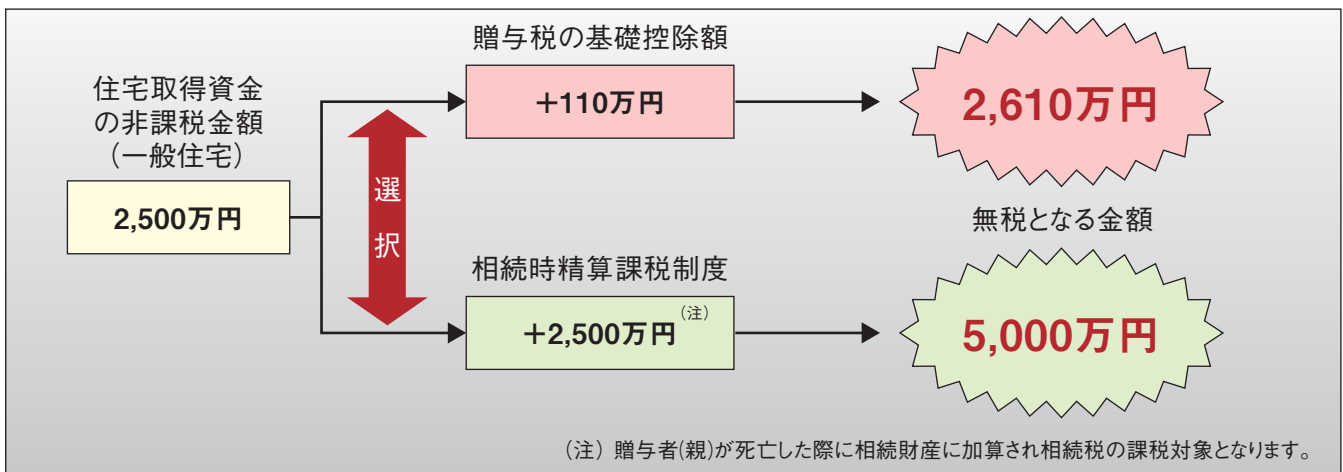 住宅取得資金
の非課税金額
（一般住宅）
2,500万円
選
択
贈与税の基礎控除額
＋110万円
2,610万円
相続時精算課税制度
＋2,500万円（注）
無税となる金額
5,000万円
（注）贈与者(親)が死亡した際に相続財産に加算され相続税の課税対象となります。